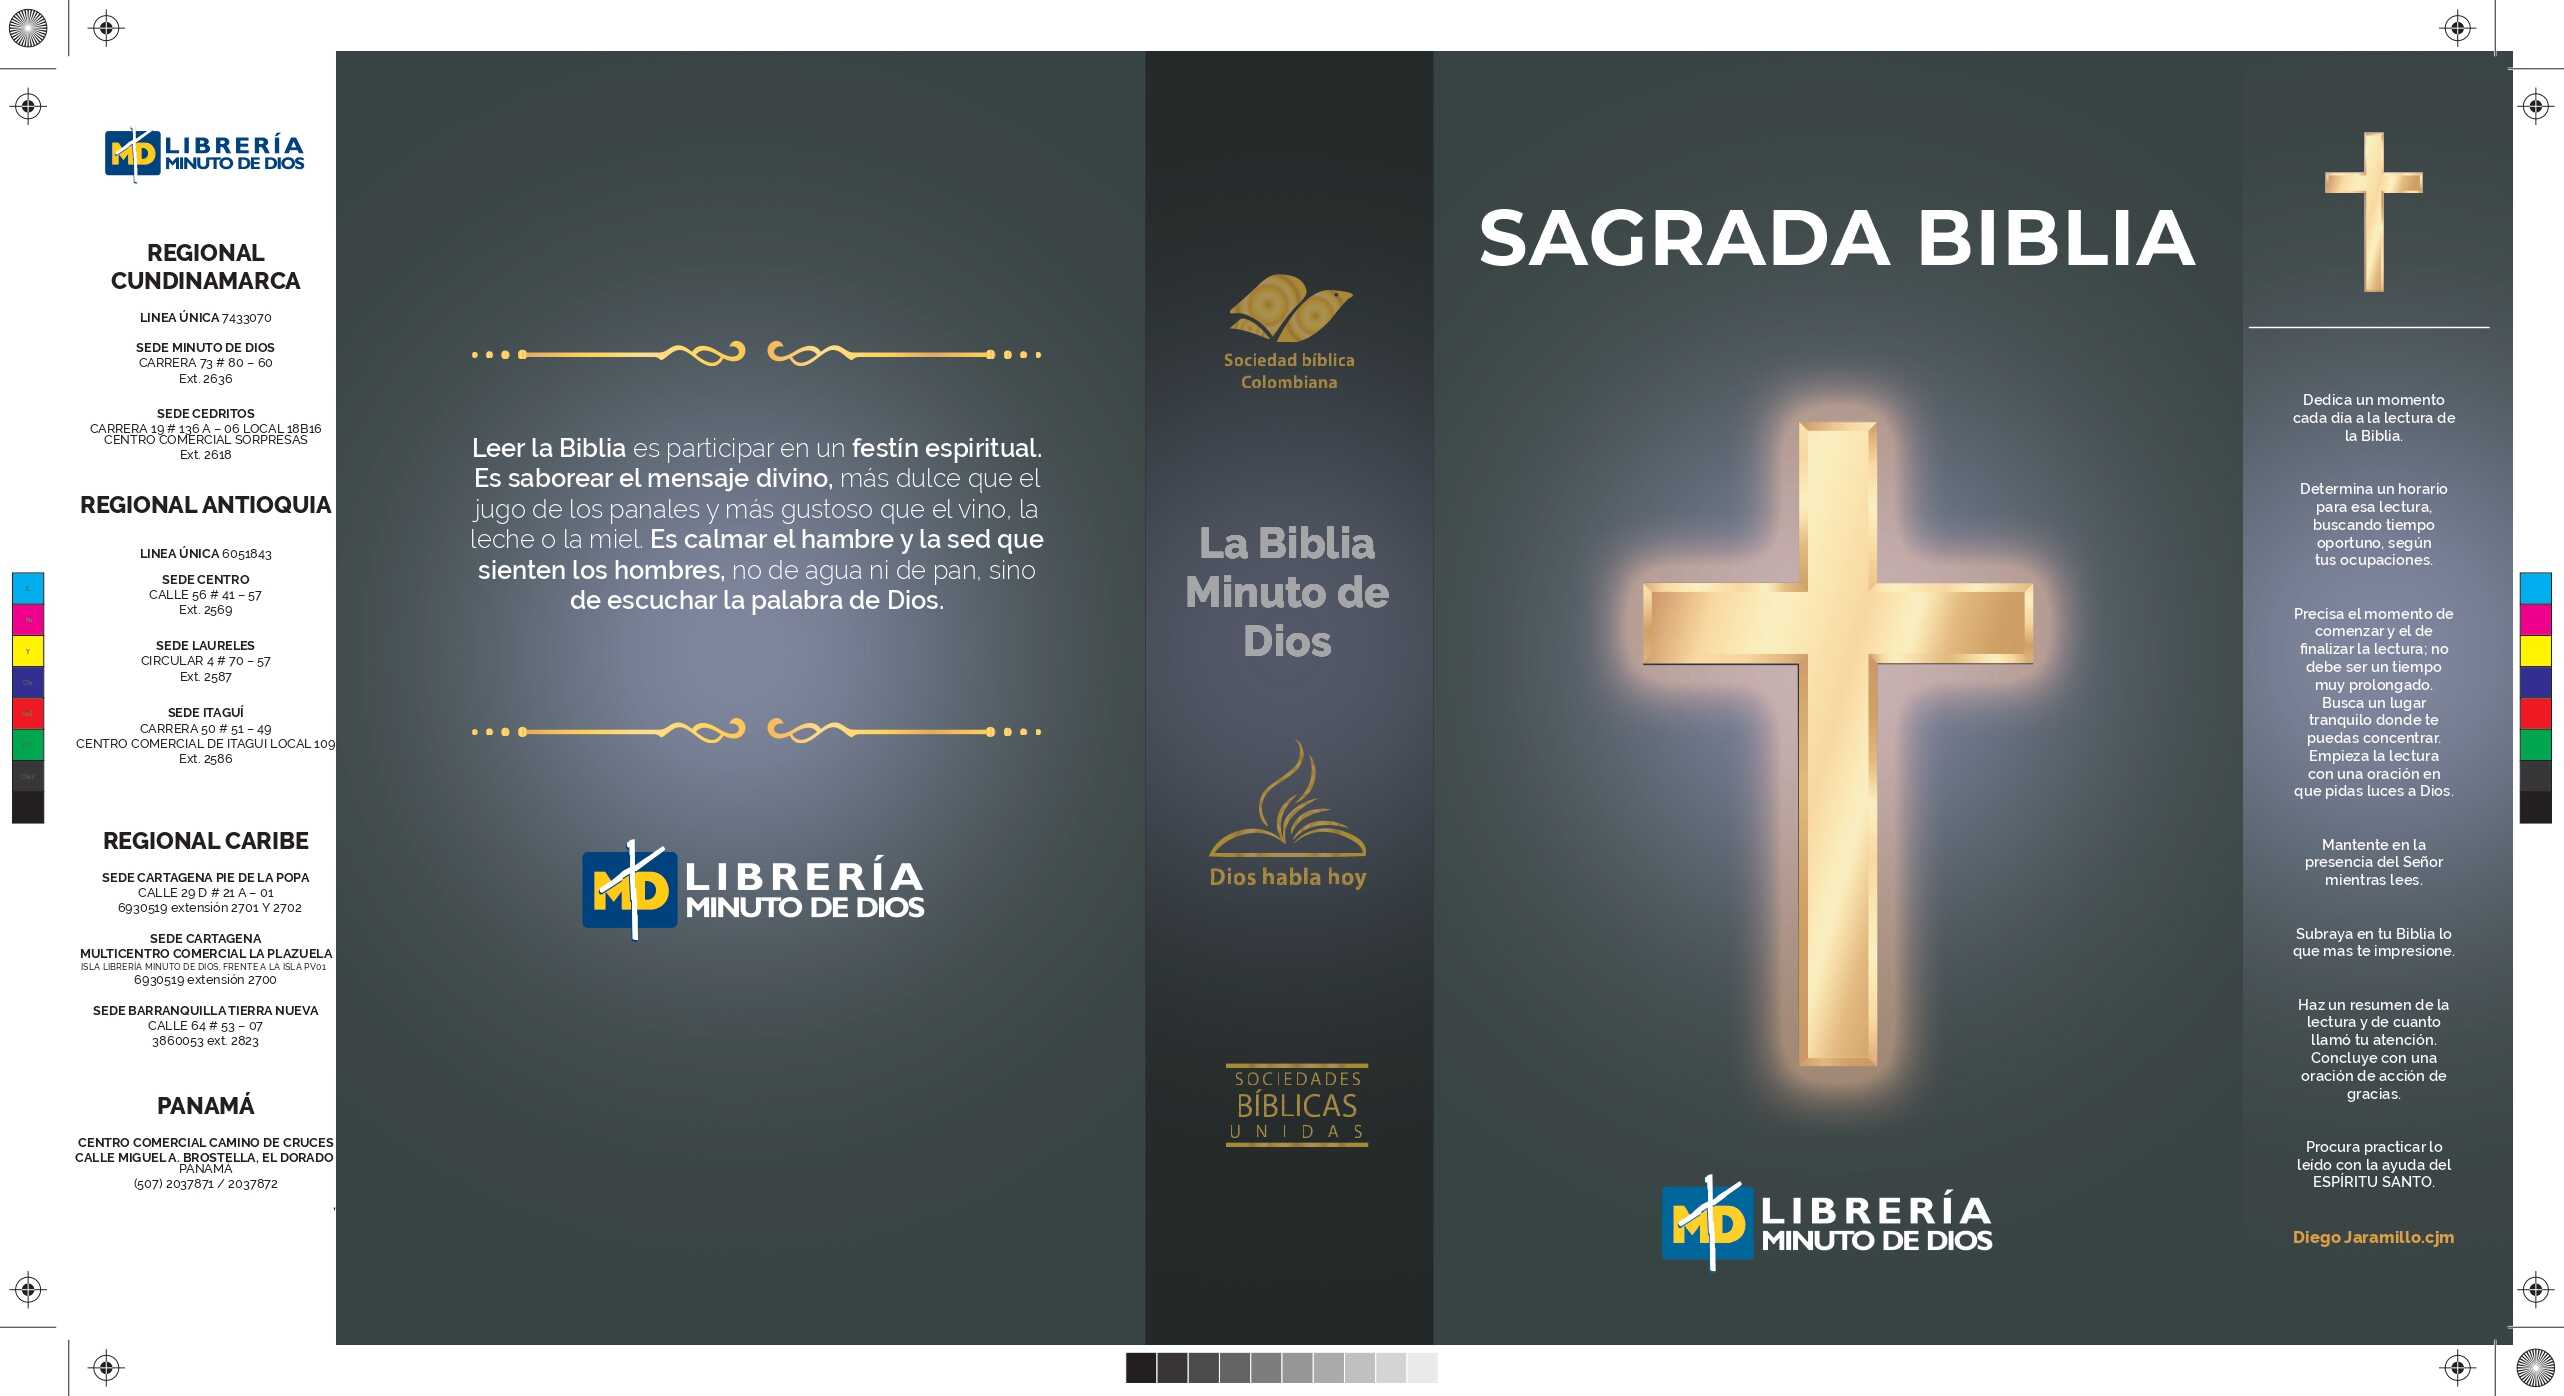 MD LIBRERÍA
MINUTO DE DIOS
REGIONAL
CUNDINAMARCA
LINEA ÚNICA 7433070
SEDE MINUTO DE DIOS
CARRERA 73 # 80 – 60
Ext. 2636
SEDE CEDRITOS
CARRERA 19 # 136 A – 06 LOCAL 18B16
CENTRO COMERCIAL SORPRESAS
Ext. 2618
REGIONAL ANTIOQUIA
LINEA ÚNICA 6051843
SEDE CENTRO
CALLE 56 # 41 – 57
Ext. 2569
SEDE LAURELES
CIRCULAR 4 # 70 – 57
Ext. 2587
SEDE ITAGUÍ
CARRERA 50 # 51 – 49
CENTRO COMERCIAL DE ITAGUI LOCAL 109
Ext. 2586
REGIONAL CARIBE
SEDE CARTAGENA PIE DE LA POPA
CALLE 29 D # 21 A – 01
6930519 extensión 2701 Y 2702
SEDE CARTAGENA
MULTICENTRO COMERCIAL LA PLAZUELA
ISLA LIBRERÍA MINUTO DE DIOS, FRENTE A LA ISLA PV01
6930519 extensión 2700
SEDE BARRANQUILLA TIERRA NUEVA
CALLE 64 # 53 – 07
3860053 ext. 2823
PANAMÁ
CENTRO COMERCIAL CAMINO DE CRUCES
CALLE MIGUEL A. BROSTELLA, EL DORADO
PANAMÁ
(507) 2037871 / 2037872
Leer la Biblia es participar en un festín espiritual.
Es saborear el mensaje divino, más dulce que el
jugo de los panales y más gustoso que el vino, la
leche o la miel. Es calmar el hambre y la sed que
sienten los hombres, no de agua ni de pan, sino
de escuchar la palabra de Dios.
MD LIBRERÍA
MINUTO DE DIOS
Sociedad bíblica
Colombiana
La Biblia
Minuto de
Dios
Dios habla hoy
SOCIEDADES
BÍBLICAS
UNIDAS
SAGRADA BIBLIA
MD LIBRERÍA
MINUTO DE DIOS
Dedica un momento
cada dia a la lectura de
la Biblia.
Determina un horario
para esa lectura,
buscando tiempo
oportuno, según
tus ocupaciones.
Precisa el momento de
comenzar y el de
finalizar la lectura; no
debe ser un tiempo
muy prolongado.
Busca un lugar
tranquilo donde te
puedas concentrar.
Empieza la lectura
con una oración en
que pidas luces a Dios.
Mantente en la
presencia del Señor
mientras lees.
Subraya en tu Biblia lo
que mas te impresione.
Haz un resumen de la
lectura y de cuanto
llamó tu atención.
Concluye con una
oración de acción de
gracias.
Procura practicar lo
leído con la ayuda del
ESPÍRITU SANTO.
Diego Jaramillo.cjm